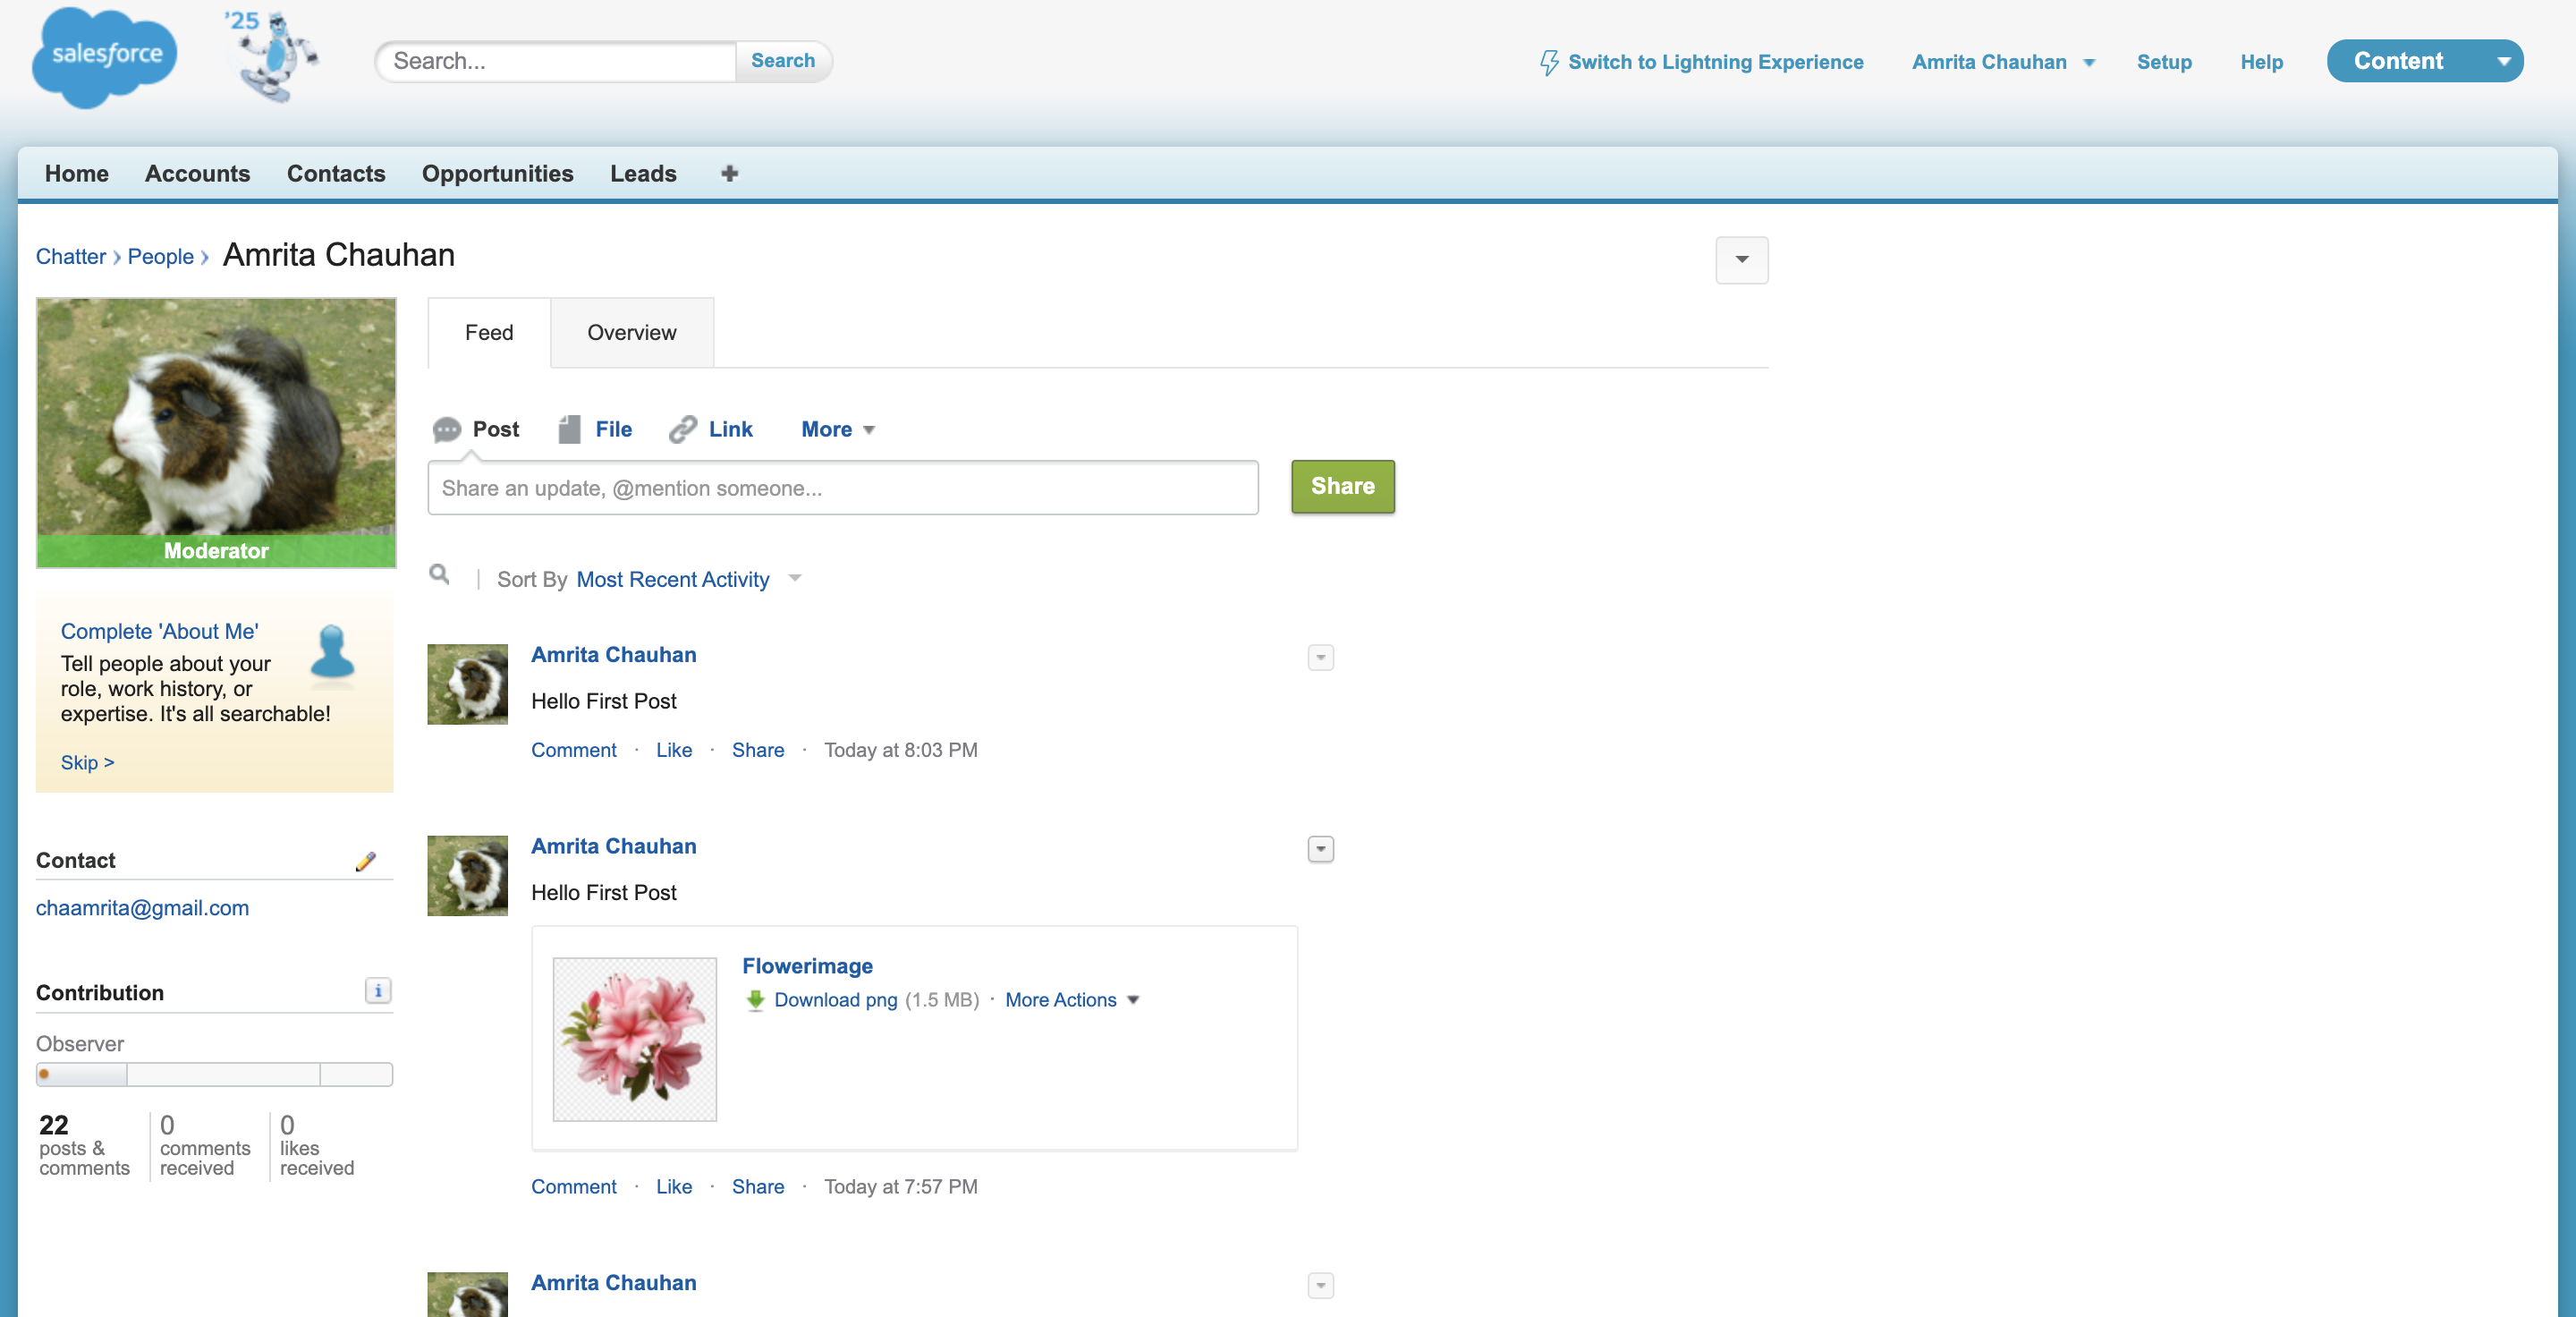 salesforce
'25
Search...
Search
Switch to Lightning Experience
Amrita Chauhan
Setup
Help
Content
Home
Accounts
Contacts
Opportunities
Leads
Chatter › People › Amrita Chauhan
Moderator
Complete 'About Me'
Tell people about your
role, work history, or
expertise. It's all searchable!
Skip >
Contact
chaamrita@gmail.com
Contribution
i
Observer
22
posts &
comments
0
comments
received
0
likes
received
Feed
Overview
Post
File
Link
More
Share an update, @mention someone...
Share
| Sort By Most Recent Activity
Amrita Chauhan
Hello First Post
Comment · Like · Share · Today at 8:03 PM
Amrita Chauhan
Hello First Post
Flowerimage
Download png (1.5 MB) · More Actions
Comment · Like · Share · Today at 7:57 PM
Amrita Chauhan